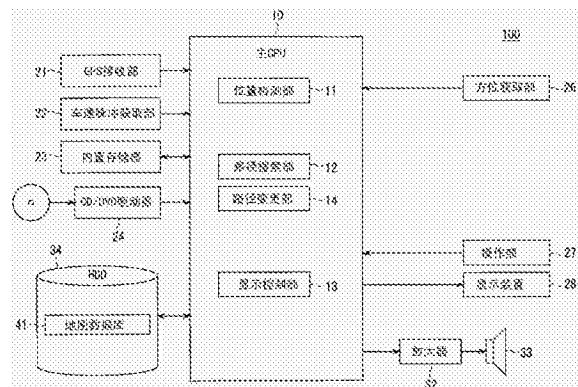 10
主CPU
100
21
GPS接收器
位置检测部
11
方位获取部
26
22
车速脉冲获取部
23
内置存储器
路径搜索部
12
路径变更部
14
CD/DVD驱动器
24
操作部
27
34
HDD
显示控制部
13
显示装置
28
41
地图数据库
放大器
32
33